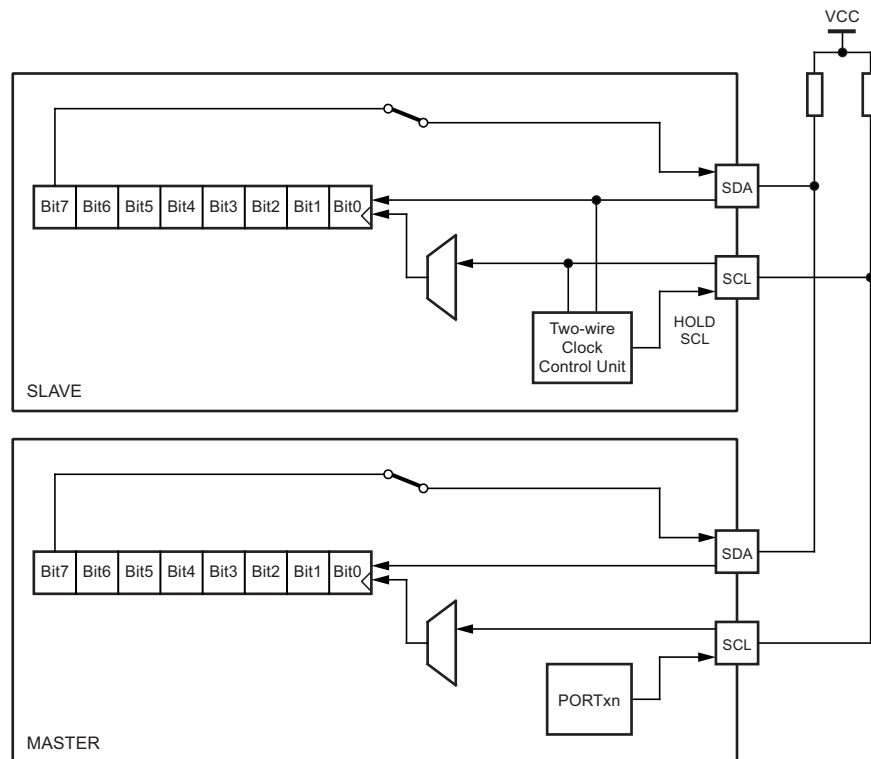 VCC
SDA
Bit7 Bit6 Bit5 Bit4 Bit3 Bit2 Bit1 Bit0
SCL
Two-wire
Clock
Control Unit
HOLD
SCL
SLAVE
SDA
Bit7 Bit6 Bit5 Bit4 Bit3 Bit2 Bit1 Bit0
SCL
PORTxn
MASTER